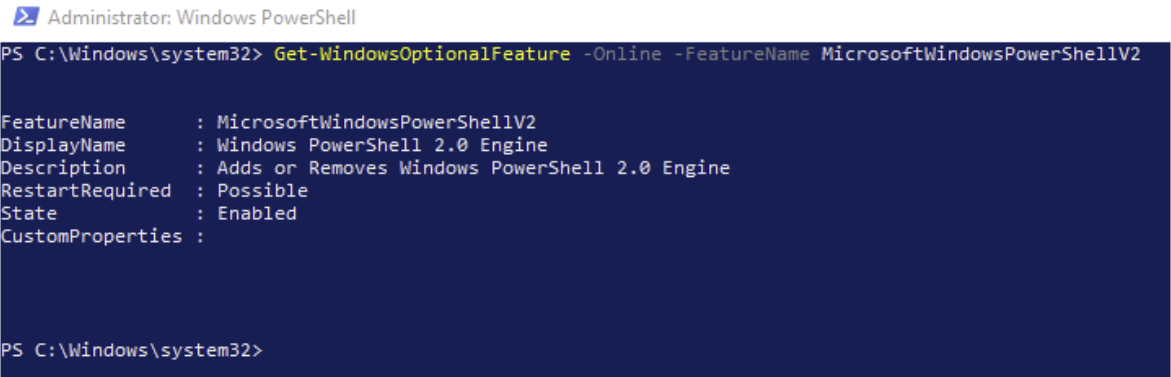 Administrator: Windows PowerShell
PS C:\Windows\system32> Get-WindowsOptionalFeature -Online -FeatureName MicrosoftWindowsPowerShellV2
FeatureName      : MicrosoftWindowsPowerShellV2
DisplayName      : Windows PowerShell 2.0 Engine
Description      : Adds or Removes Windows PowerShell 2.0 Engine
RestartRequired  : Possible
State            : Enabled
CustomProperties :
PS C:\Windows\system32>